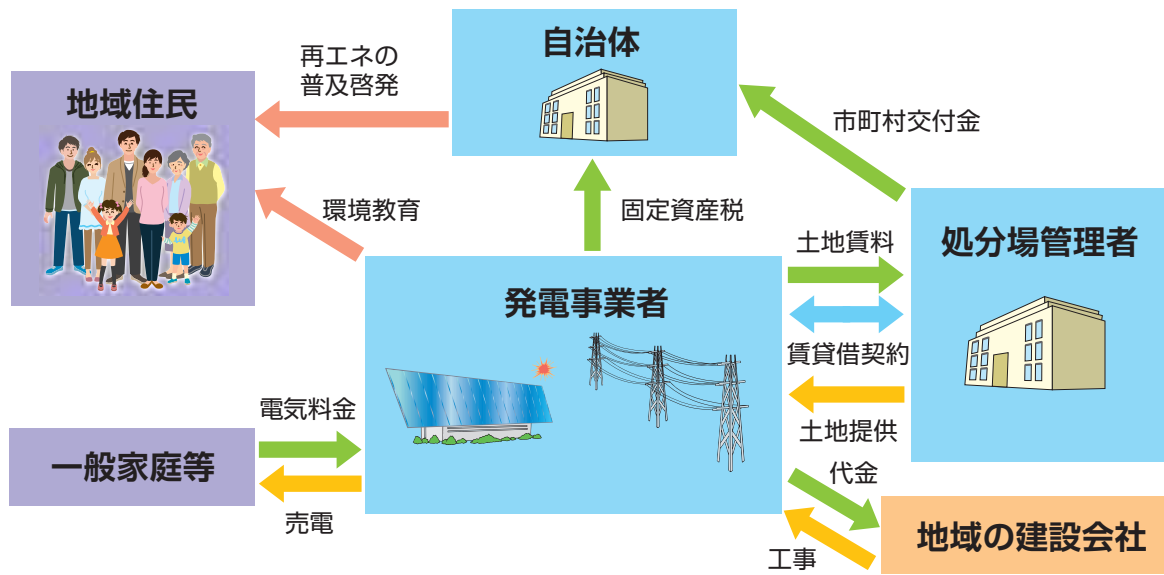 自治体
再エネの
普及啓発
地域住民
市町村交付金
環境教育
固定資産税
土地賃料
処分場管理者
発電事業者
賃貸借契約
電気料金
土地提供
一般家庭等
売電
代金
地域の建設会社
工事